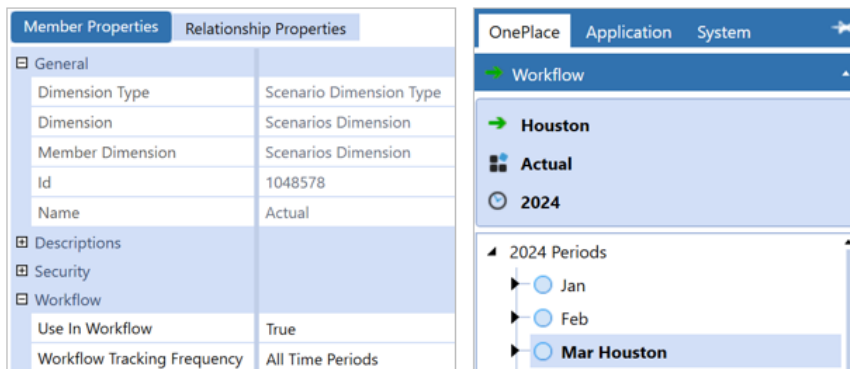 Member Properties Relationship Properties
General
Dimension Type Scenario Dimension Type
Dimension Scenarios Dimension
Member Dimension Scenarios Dimension
Id 1048578
Name Actual
Descriptions
Security
Workflow
Use In Workflow True
Workflow Tracking Frequency All Time Periods
OnePlace Application System
Workflow
Houston
Actual
2024
2024 Periods
Jan
Feb
Mar Houston